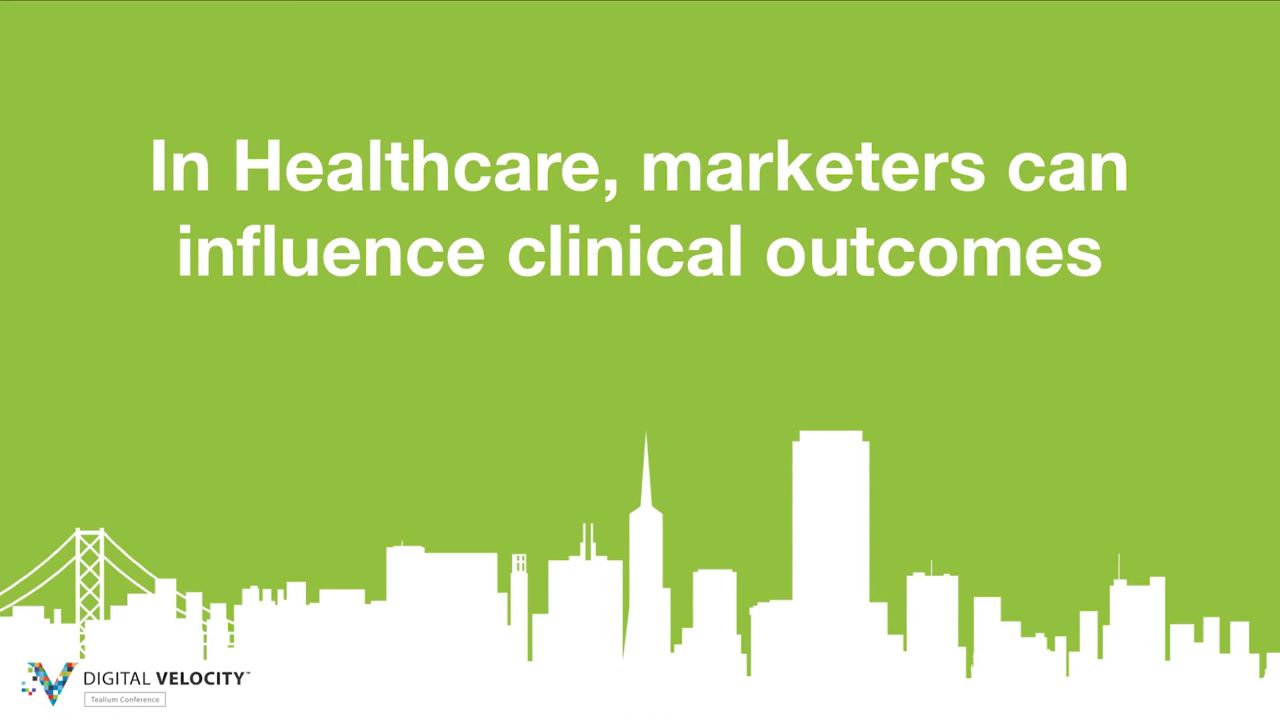 In Healthcare, marketers can
influence clinical outcomes
DIGITAL VELOCITY™
Tealium Conference